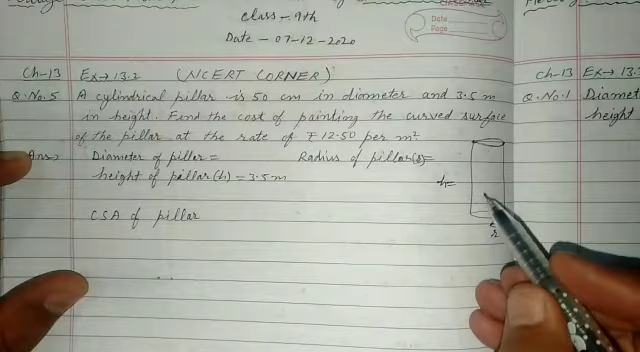 Class - 9th
Date - 07-12-2020
Date
Page
Ch-13 Ex→ 13.2 (NCERT CORNER)
Q.No.5 A cylindrical pillar is 50 cm in diameter and 3.5 m
in height. Find the cost of painting the curved surface
of the pillar at the rate of ₹12.50 per m²
Ans→ Diameter of pillar = Radius of pillar(r)=
height of pillar(h) = 3.5m
h=
CSA of pillar
r
Ch-13 Ex→ 13.
Q.No.1 Diamet
height